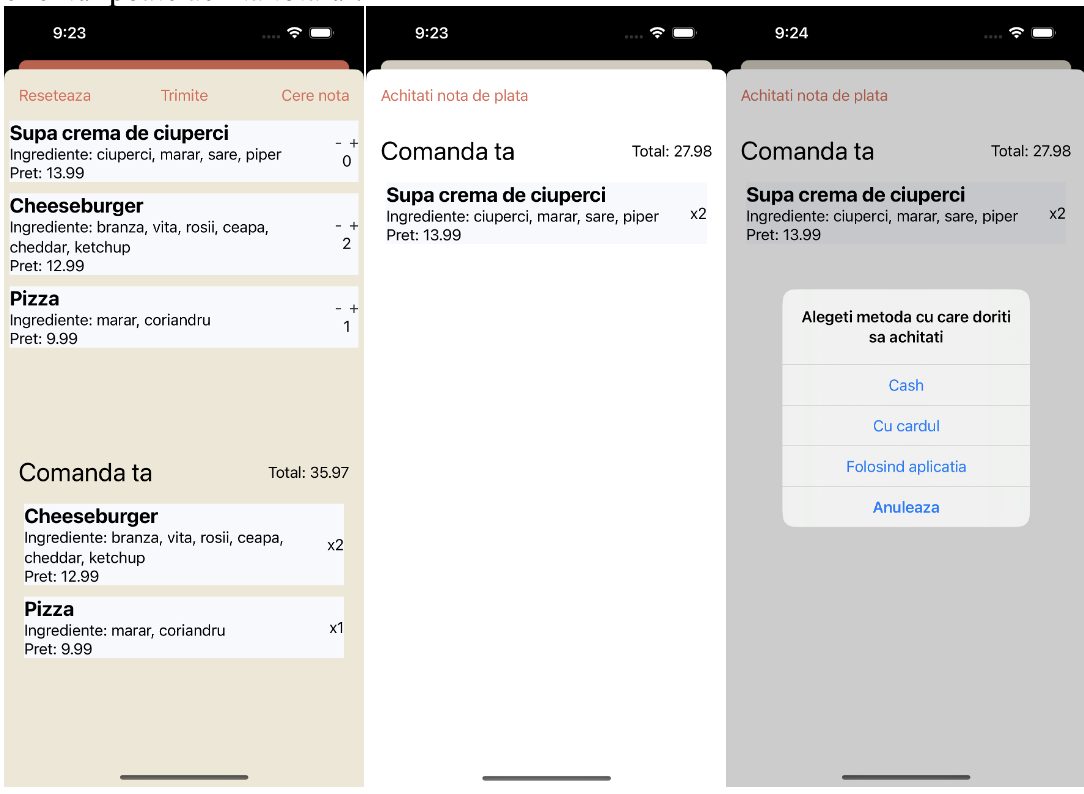 9:23
Reseteaza Trimite Cere nota
Supa crema de ciuperci
Ingrediente: ciuperci, marar, sare, piper
Pret: 13.99
- +
0
Cheeseburger
Ingrediente: branza, vita, rosii, ceapa,
cheddar, ketchup
Pret: 12.99
- +
2
Pizza
Ingrediente: marar, coriandru
Pret: 9.99
- +
1
Comanda ta Total: 35.97
Cheeseburger
Ingrediente: branza, vita, rosii, ceapa,
cheddar, ketchup
Pret: 12.99
x2
Pizza
Ingrediente: marar, coriandru
Pret: 9.99
x1
9:23
Achitati nota de plata
Comanda ta Total: 27.98
Supa crema de ciuperci
Ingrediente: ciuperci, marar, sare, piper
Pret: 13.99
x2
9:24
Achitati nota de plata
Comanda ta Total: 27.98
Supa crema de ciuperci
Ingrediente: ciuperci, marar, sare, piper
Pret: 13.99
x2
Alegeti metoda cu care doriti
sa achitati
Cash
Cu cardul
Folosind aplicatia
Anuleaza